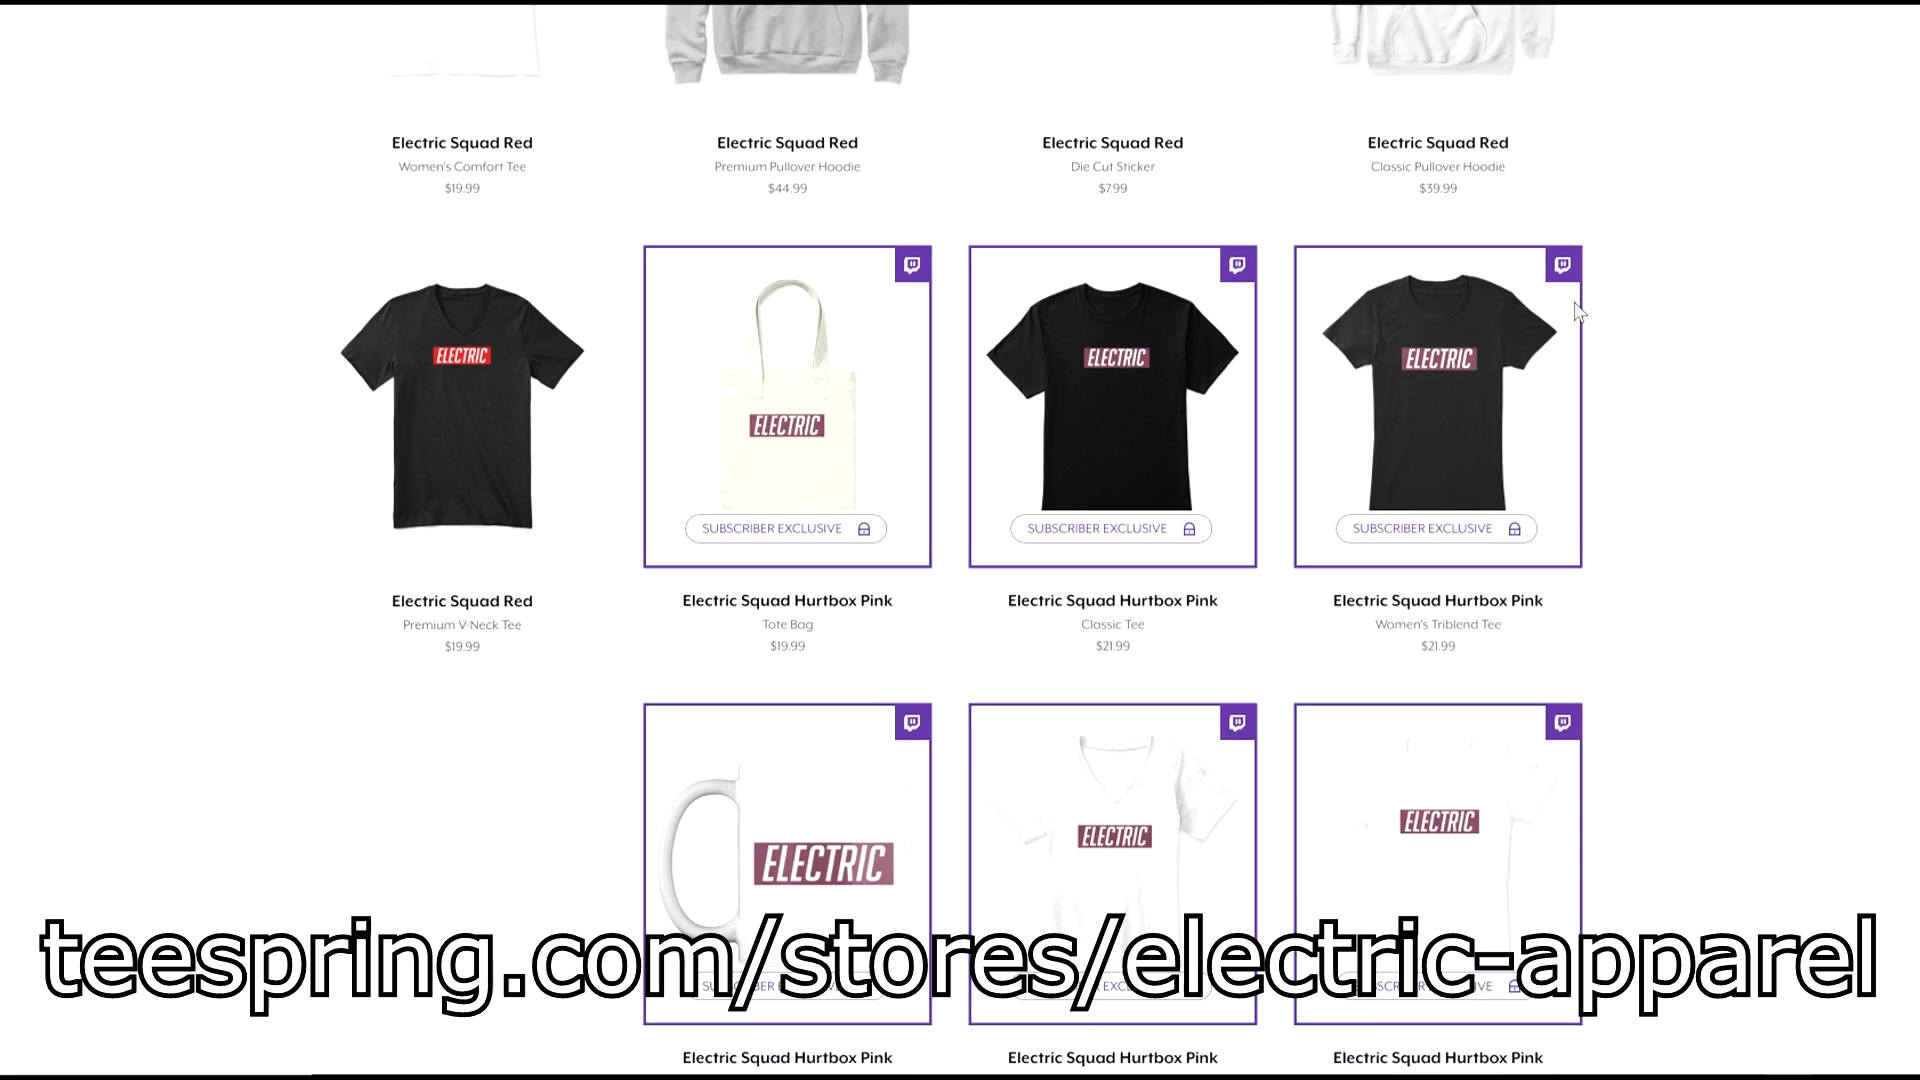 Electric Squad Red
Women's Comfort Tee
$19.99
Electric Squad Red
Premium Pullover Hoodie
$44.99
Electric Squad Red
Die Cut Sticker
$7.99
Electric Squad Red
Classic Pullover Hoodie
$39.99
ELECTRIC
Electric Squad Red
Premium V-Neck Tee
$19.99
ELECTRIC
SUBSCRIBER EXCLUSIVE
Electric Squad Hurtbox Pink
Tote Bag
$19.99
ELECTRIC
SUBSCRIBER EXCLUSIVE
Electric Squad Hurtbox Pink
Classic Tee
$21.99
ELECTRIC
SUBSCRIBER EXCLUSIVE
Electric Squad Hurtbox Pink
Women's Triblend Tee
$21.99
ELECTRIC
ELECTRIC
ELECTRIC
teespring.com/stores/electric-apparel
Electric Squad Hurtbox Pink
Electric Squad Hurtbox Pink
Electric Squad Hurtbox Pink